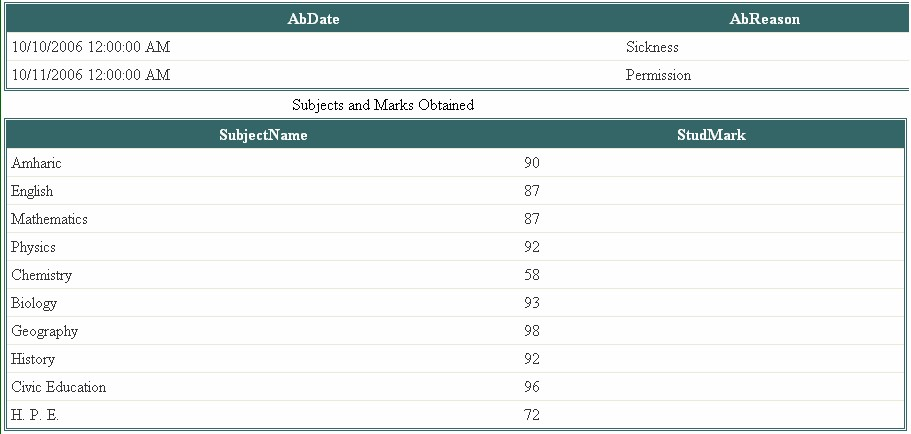 AbDate AbReason
10/10/2006 12:00:00 AM Sickness
10/11/2006 12:00:00 AM Permission
Subjects and Marks Obtained
SubjectName StudMark
Amharic 90
English 87
Mathematics 87
Physics 92
Chemistry 58
Biology 93
Geography 98
History 92
Civic Education 96
H. P. E. 72